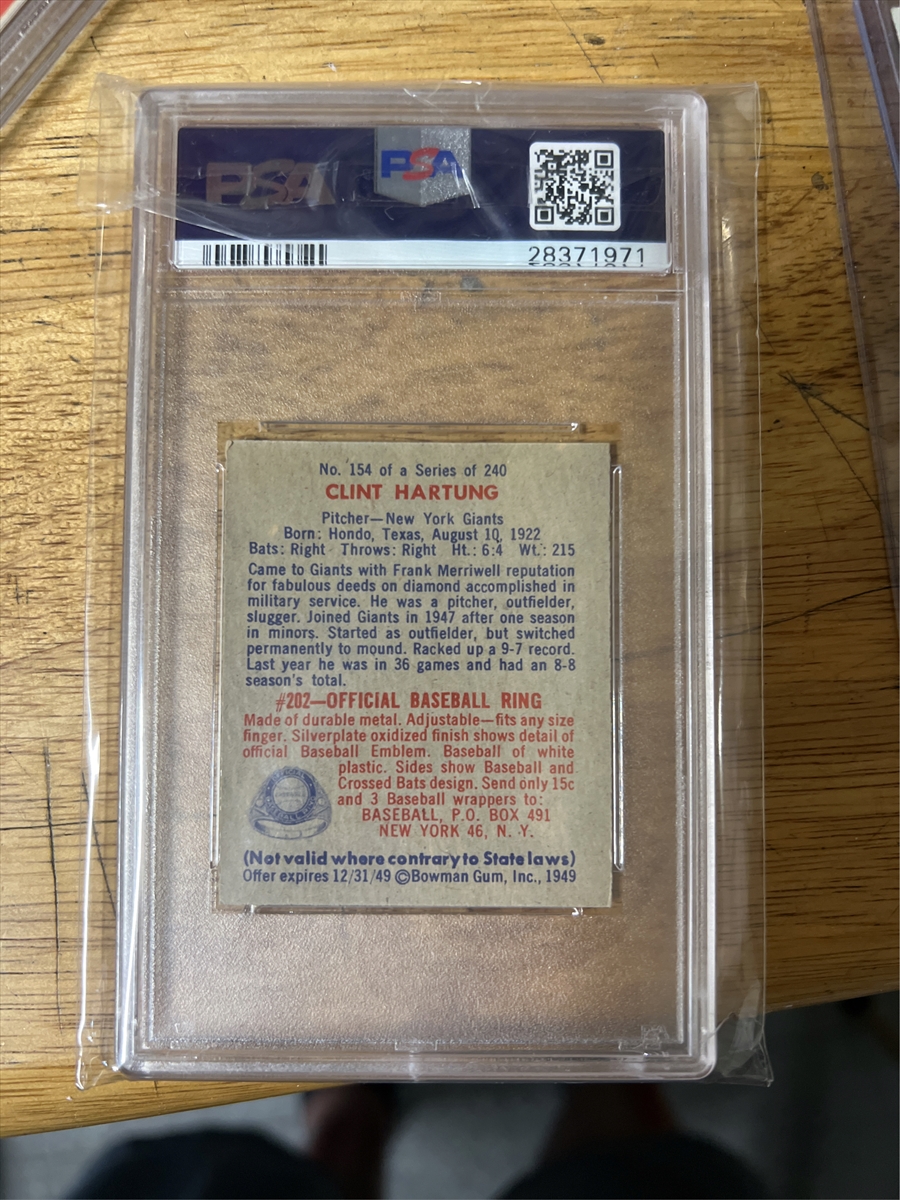 PSA
PSA
28371971
No. 154 of a Series of 240
CLINT HARTUNG
Pitcher—New York Giants
Born: Hondo, Texas, August 10, 1922
Bats: Right Throws: Right Ht.: 6:4 Wt.: 215
Came to Giants with Frank Merriwell reputation
for fabulous deeds on diamond accomplished in
military service. He was a pitcher, outfielder,
slugger. Joined Giants in 1947 after one season
in minors. Started as outfielder, but switched
permanently to mound. Racked up a 9-7 record.
Last year he was in 36 games and had an 8-8
season's total.
#202—OFFICIAL BASEBALL RING
Made of durable metal. Adjustable—fits any size
finger. Silverplate oxidized finish shows detail of
official Baseball Emblem. Baseball of white
plastic. Sides show Baseball and
Crossed Bats design. Send only 15c
and 3 Baseball wrappers to:
BASEBALL, P.O. BOX 491
NEW YORK 46, N. Y.
(Not valid where contrary to State laws)
Offer expires 12/31/49 ©Bowman Gum, Inc., 1949